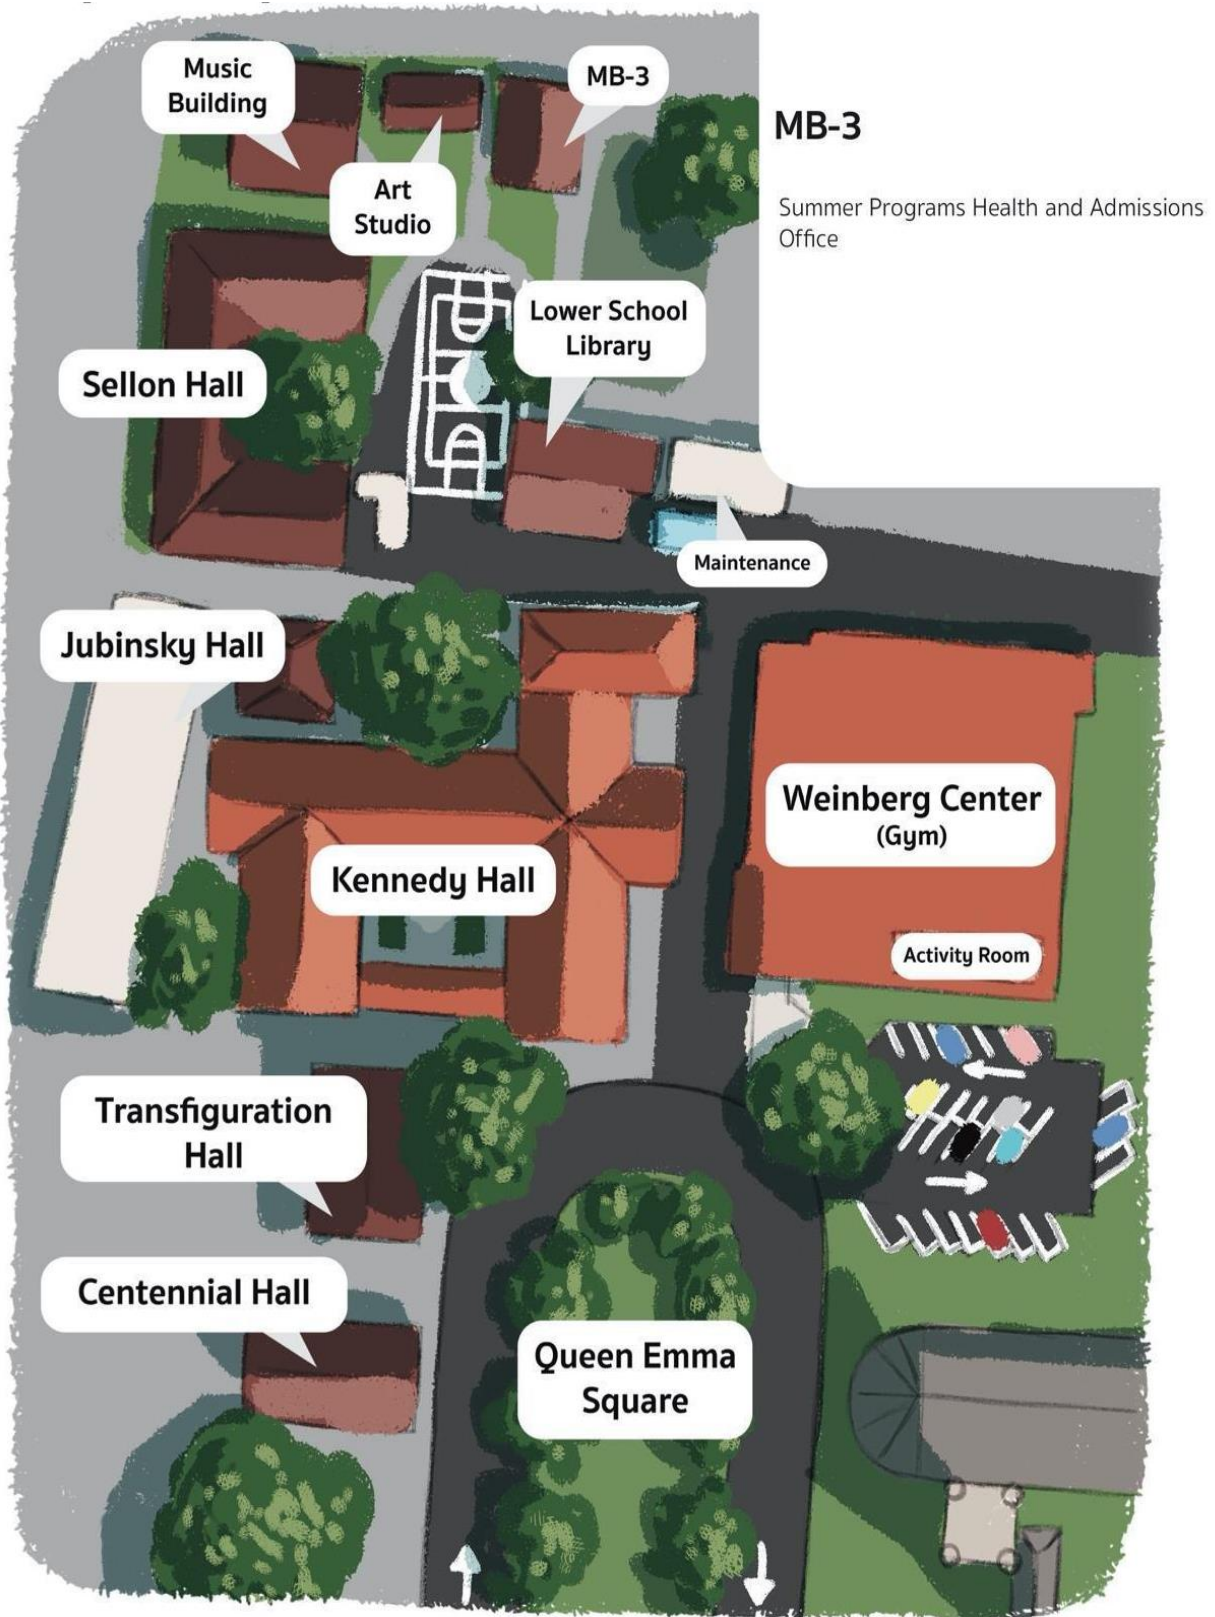 Music
Building
MB-3
Art
Studio
MB-3
Summer Programs Health and Admissions
Office
Lower School
Library
Sellon Hall
Maintenance
Jubinsky Hall
Weinberg Center
(Gym)
Kennedy Hall
Activity Room
Transfiguration
Hall
Centennial Hall
Queen Emma
Square